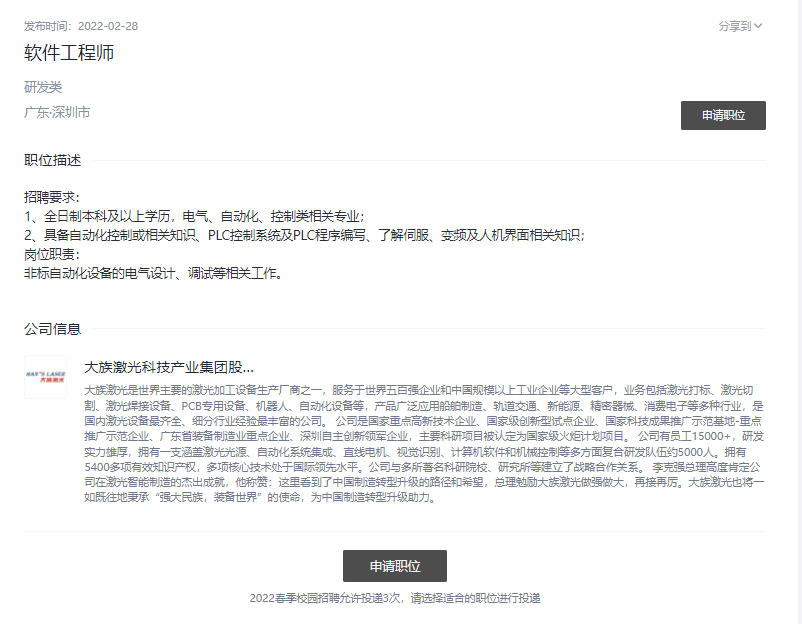 发布时间：2022-02-28
分享到
软件工程师
研发类
广东·深圳市
申请职位
职位描述
招聘要求：
1、全日制本科及以上学历，电气、自动化、控制类相关专业；
2、具备自动化控制或相关知识、PLC控制系统及PLC程序编写、了解伺服、变频及人机界面相关知识；
岗位职责：
非标自动化设备的电气设计、调试等相关工作。
公司信息
HAN'S LASER
大族激光
大族激光科技产业集团股...
大族激光是世界主要的激光加工设备生产厂商之一，服务于世界五百强企业和中国规模以上工业企业等大型客户，业务包括激光打标、激光切
割、激光焊接设备、PCB专用设备、机器人、自动化设备等，产品广泛应用船舶制造、轨道交通、新能源、精密器械、消费电子等多种行业，是
国内激光设备最齐全、细分行业经验最丰富的公司。 公司是国家重点高新技术企业、国家级创新型试点企业、国家科技成果推广示范基地-重点
推广示范企业、广东首装备制造业重点企业、深圳自主创新领军企业，主要科研项目被认定为国家级火炬计划项目。 公司有员工15000+，研发
实力雄厚，拥有一支涵盖激光光源、自动化系统集成、直线电机、视觉识别、计算机软件和机械控制等多方面复合研发队伍约5000人。拥有
5400多项有效知识产权，多项核心技术处于国际领先水平。公司与多所著名科研院校、研究所等建立了战略合作关系。 李克强总理高度肯定公
司在激光智能制造的杰出成就，他称赞：这里看到了中国制造转型升级的路径和希望，总理勉励大族激光做强做大，再接再厉。大族激光也将一
如既往地秉承“强大民族，装备世界”的使命，为中国制造转型升级助力。
申请职位
2022春季校园招聘允许投递3次，请选择适合的职位进行投递